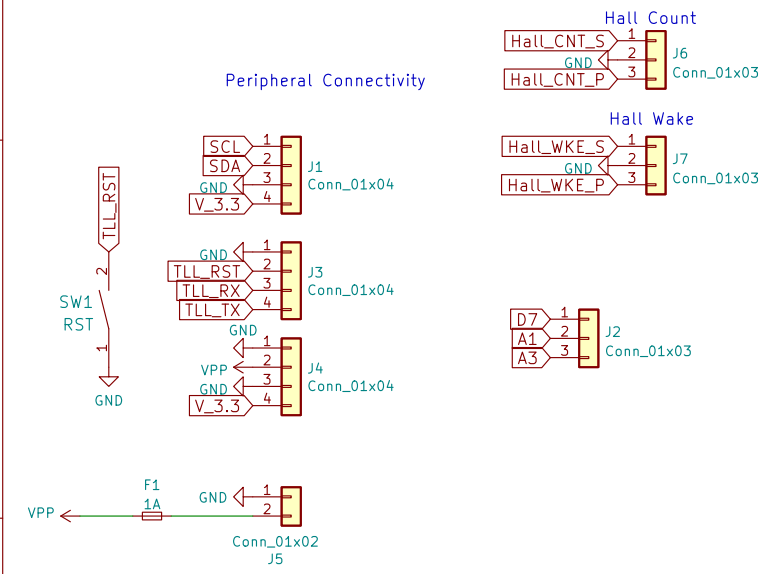 Peripheral Connectivity
SCL 1
SDA 2
GND 3
V_3.3 4
J1
Conn_01x04
GND 1
TLL_RST 2
TLL_RX 3
TLL_TX 4
J3
Conn_01x04
GND 1
VPP 2
GND 3
V_3.3 4
J4
Conn_01x04
TLL_RST
2
SW1
RST
1
GND
VPP
F1
1A
GND 1
2
Conn_01x02
J5
Hall Count
Hall_CNT_S 1
GND 2
Hall_CNT_P 3
J6
Conn_01x03
Hall Wake
Hall_WKE_S 1
GND 2
Hall_WKE_P 3
J7
Conn_01x03
D7 1
A1 2
A3 3
J2
Conn_01x03